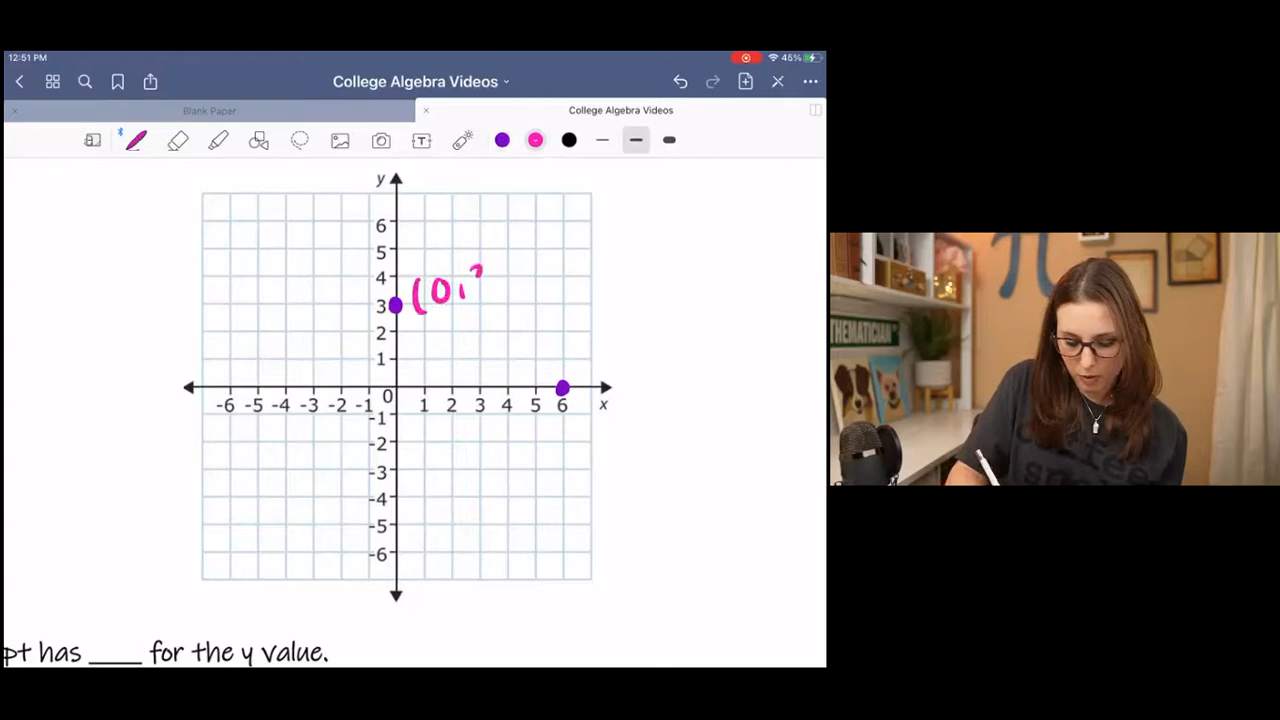 12:51 PM
45%
College Algebra Videos
Blank Paper
College Algebra Videos
y
6
5
4
3
2
1
0
(0,
-6 -5 -4 -3 -2 -1 1 2 3 4 5 6 x
-1
-2
-3
-4
-5
-6
pt has ____ for the y value.
THEMATICIAN